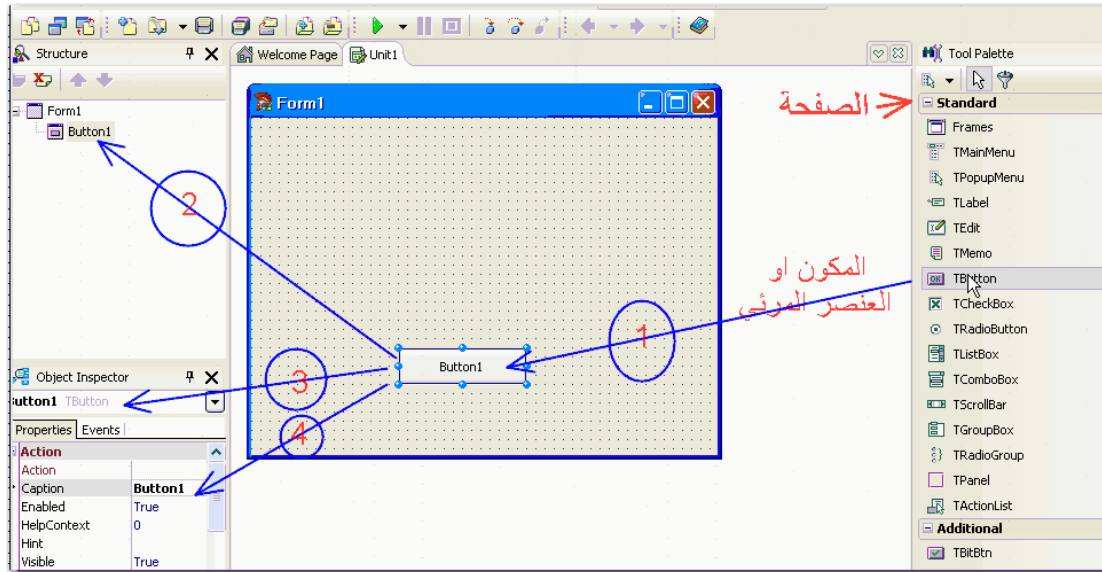 Structure
Welcome Page
Unit1
Tool Palette
Form1
Button1
Form1
الصفحة
Standard
Frames
TMainMenu
TPopupMenu
TLabel
TEdit
TMemo
TButton
TCheckBox
TRadioButton
TListBox
TComboBox
TScrollBar
TGroupBox
TRadioGroup
TPanel
TActionList
Additional
TBitBtn
2
المكون او
العنصر المرئي
1
Button1
3
4
Object Inspector
utton1 TButton
Properties Events
Action
Action
Caption Button1
Enabled True
HelpContext 0
Hint
Visible True